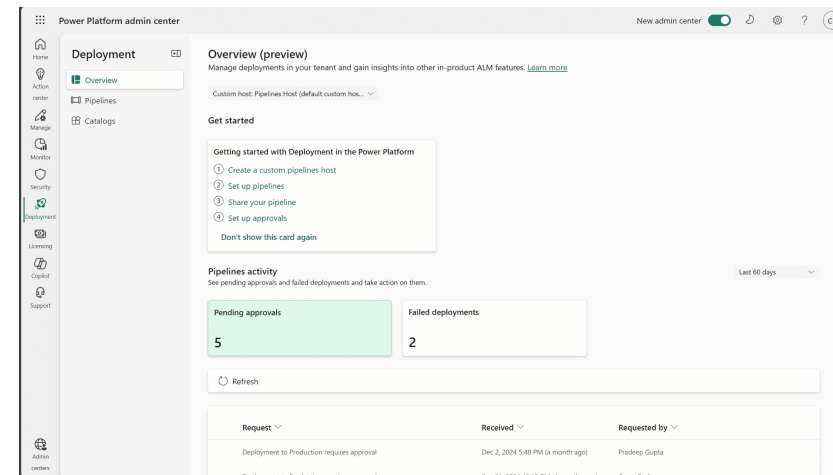 Power Platform admin center
New admin center
?
Home
Action
center
Manage
Monitor
Security
Deployment
Licensing
Copilot
Support
Admin
centers
Deployment
Overview
Pipelines
Catalogs
Overview (preview)
Manage deployments in your tenant and gain insights into other in-product ALM features. Learn more
Custom host: Pipelines Host (default custom hos...
Get started
Getting started with Deployment in the Power Platform
1 Create a custom pipelines host
2 Set up pipelines
3 Share your pipeline
4 Set up approvals
Don't show this card again
Pipelines activity
Last 60 days
See pending approvals and failed deployments and take action on them.
Pending approvals
5
Failed deployments
2
Refresh
Request Received Requested by
Deployment to Production requires approval Dec 2, 2024 5:48 PM (a month ago) Pradeep Gupta